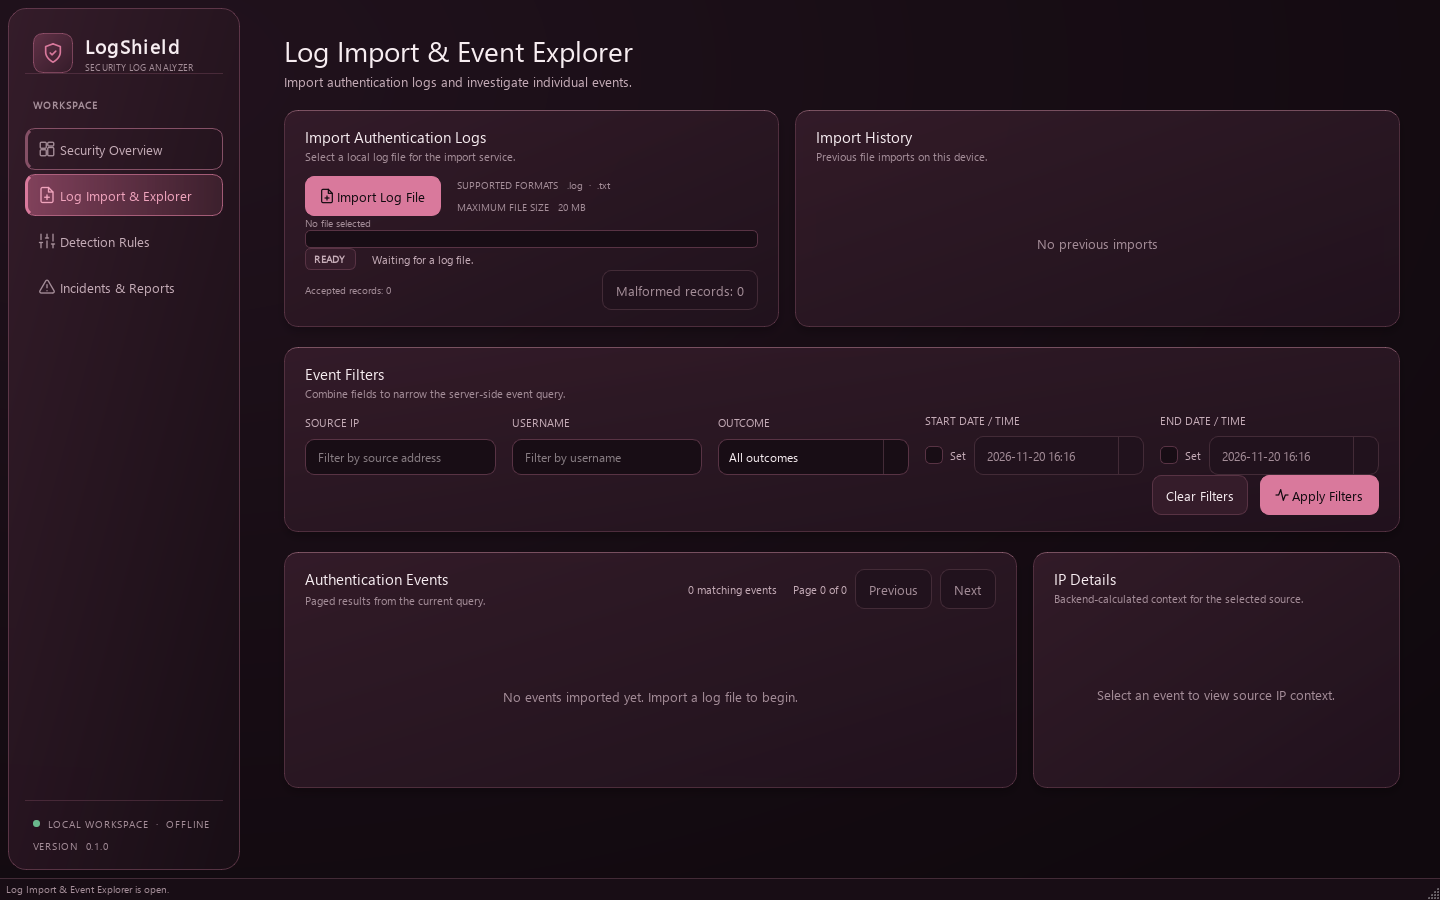 LogShield
SECURITY LOG ANALYZER
WORKSPACE
Security Overview
Log Import & Explorer
Detection Rules
Incidents & Reports
LOCAL WORKSPACE · OFFLINE
VERSION 0.1.0
Log Import & Event Explorer
Import authentication logs and investigate individual events.
Import Authentication Logs
Select a local log file for the import service.
Import Log File
SUPPORTED FORMATS .log · .txt
MAXIMUM FILE SIZE 20 MB
No file selected
READY Waiting for a log file.
Accepted records: 0
Malformed records: 0
Import History
Previous file imports on this device.
No previous imports
Event Filters
Combine fields to narrow the server-side event query.
SOURCE IP
Filter by source address
USERNAME
Filter by username
OUTCOME
All outcomes
START DATE / TIME
Set 2026-11-20 16:16
END DATE / TIME
Set 2026-11-20 16:16
Clear Filters
Apply Filters
Authentication Events
Paged results from the current query.
0 matching events Page 0 of 0 Previous Next
No events imported yet. Import a log file to begin.
IP Details
Backend-calculated context for the selected source.
Select an event to view source IP context.
Log Import & Event Explorer is open.